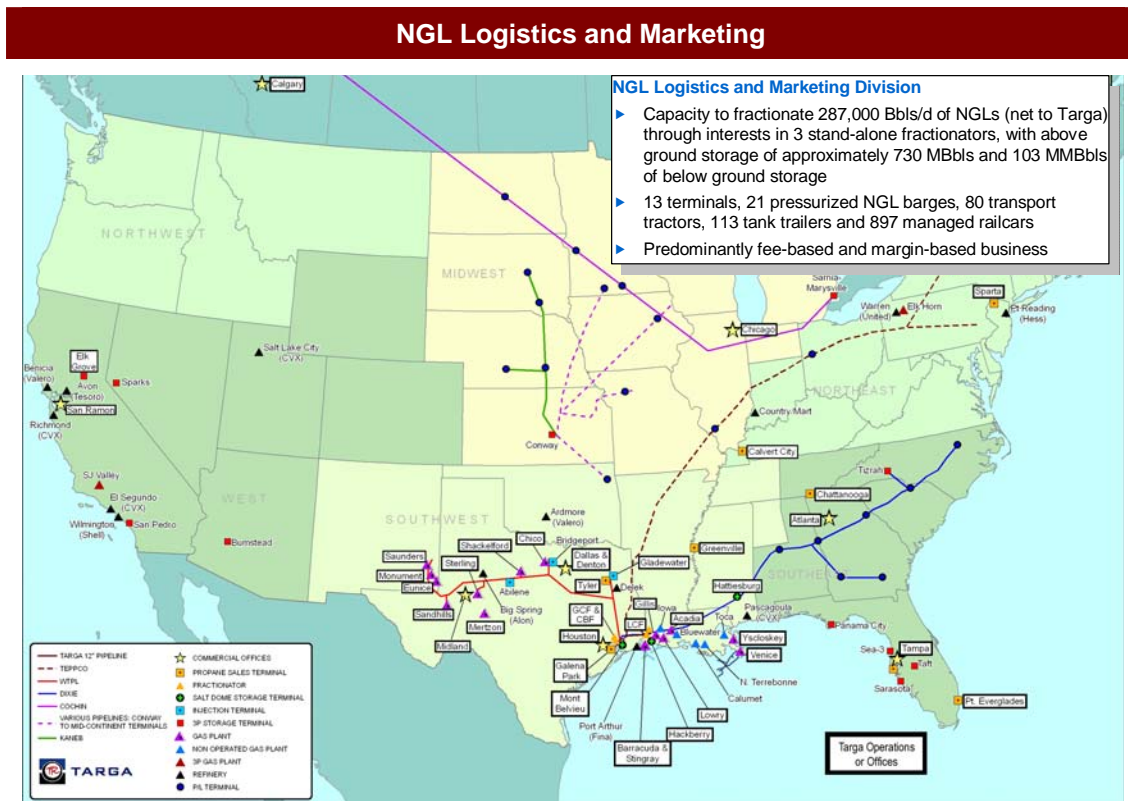 NGL Logistics and Marketing
NGL Logistics and Marketing Division
Capacity to fractionate 287,000 Bbls/d of NGLs (net to Targa)
through interests in 3 stand-alone fractionators, with above
ground storage of approximately 730 MBbls and 103 MMBbls
of below ground storage
13 terminals, 21 pressurized NGL barges, 80 transport
tractors, 113 tank trailers and 897 managed railcars
Predominantly fee-based and margin-based business
Calgary
NORTHWEST
MIDWEST
Sarnia-
Marysville
Sparta
Warren
(United)
Elk Horn
Pt Reading
(Hess)
Chicago
Salt Lake City
(CVX)
Elk
Grove
Benicia
(Valero)
Avon
(Tesoro)
Sparks
San Ramon
Richmond
(CVX)
NORTHEAST
Country Mart
Conway
Calvert City
SJ Valley
El Segundo
(CVX)
Wilmington
(Shell)
San Pedro
WEST
Bumstead
SOUTHWEST
Ardmore
(Valero)
Tirzah
Chattanooga
Atlanta
Greenville
SOUTHEAST
Hattiesburg
Saunders
Monument
Eunice
Sterling
Shackelford
Chico
Bridgeport
Dallas &
Denton
Gladewater
Tyler
Delek
Abilene
Big Spring
(Alon)
Sandhills
Mertzon
Midland
GCF &
CBF
Houston
LCF
Gillis
Iowa
Acadia
Bluewater
Toca
Pascagoula
(CVX)
Yscloskey
Venice
N. Terrebonne
Calumet
Lowry
Hackberry
Barracuda &
Stingray
Port Arthur
(Fina)
Mont
Belvieu
Galena
Park
Panama City
Sea-3
Tampa
Taft
Sarasota
Pt. Everglades
Targa Operations
or Offices
TARGA 12" PIPELINE
TEPPCO
WTPL
DIXIE
COCHIN
VARIOUS PIPELINES: CONWAY
TO MID-CONTINENT TERMINALS
KANEB
TARGA
COMMERCIAL OFFICES
PROPANE SALES TERMINAL
FRACTIONATOR
SALT DOME STORAGE TERMINAL
INJECTION TERMINAL
3P STORAGE TERMINAL
GAS PLANT
NON OPERATED GAS PLANT
3P GAS PLANT
REFINERY
P/L TERMINAL